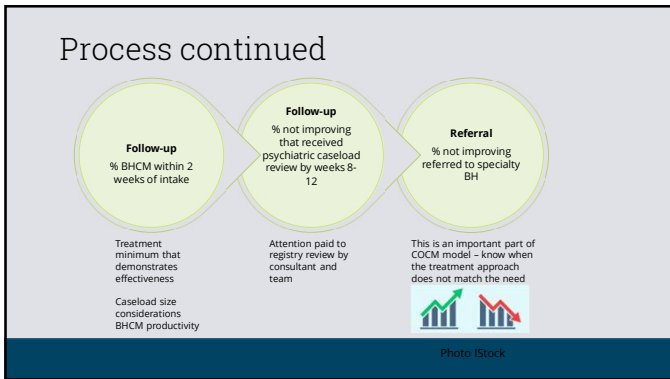 Process continued
Follow-up
% BHCM within 2
weeks of intake
Follow-up
% not improving
that received
psychiatric caseload
review by weeks 8-
12
Referral
% not improving
referred to specialty
BH
Treatment
minimum that
demonstrates
effectiveness
Caseload size
considerations
BHCM productivity
Attention paid to
registry review by
consultant and
team
This is an important part of
COCM model – know when
the treatment approach
does not match the need
Photo IStock